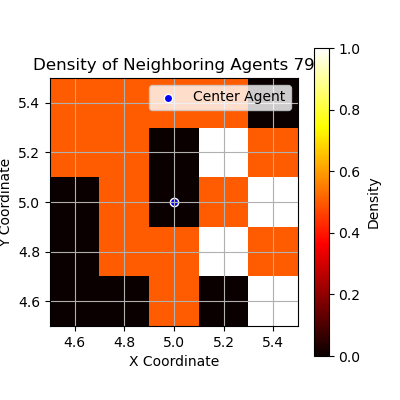 Density of Neighboring Agents 79
Center Agent
5.4
5.2
5.0
4.8
4.6
4.6 4.8 5.0 5.2 5.4
X Coordinate
Y Coordinate
1.0
0.8
0.6
0.4
0.2
0.0
Density